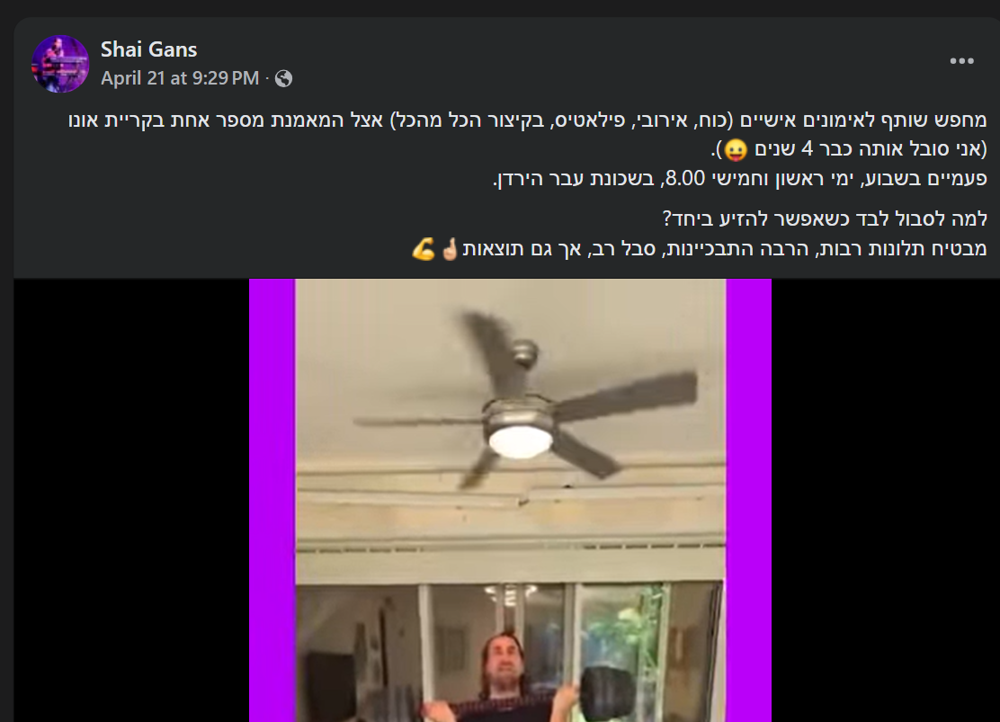 Shai Gans
April 21 at 9:29 PM ·
מחפש שותף לאימונים אישיים (כוח, אירובי, פילאטיס, בקיצור הכל מהכל) אצל המאמנת מספר אחת בקריית אונו
(אני סובל אותה כבר 4 שנים 😛).
פעמיים בשבוע, ימי ראשון וחמישי 8.00, בשכונת עבר הירדן.
למה לסבול לבד כשאפשר להזיע ביחד?
מבטיח תלונות רבות, הרבה התבכיינות, סבל רב, אך גם תוצאות☝🏼💪